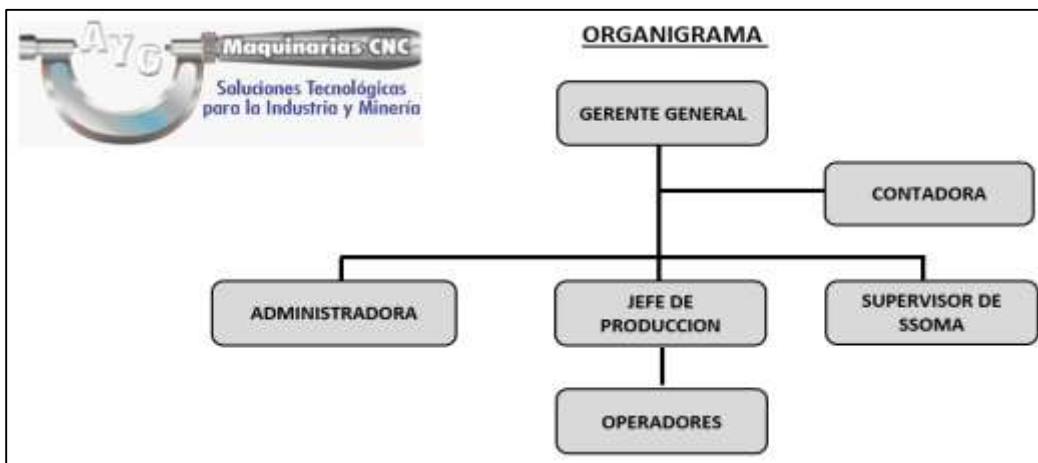 AYG
Maquinarias CNC
Soluciones Tecnológicas
para la Industria y Minería
ORGANIGRAMA
GERENTE GENERAL
CONTADORA
ADMINISTRADORA
JEFE DE
PRODUCCION
SUPERVISOR DE
SSOMA
OPERADORES